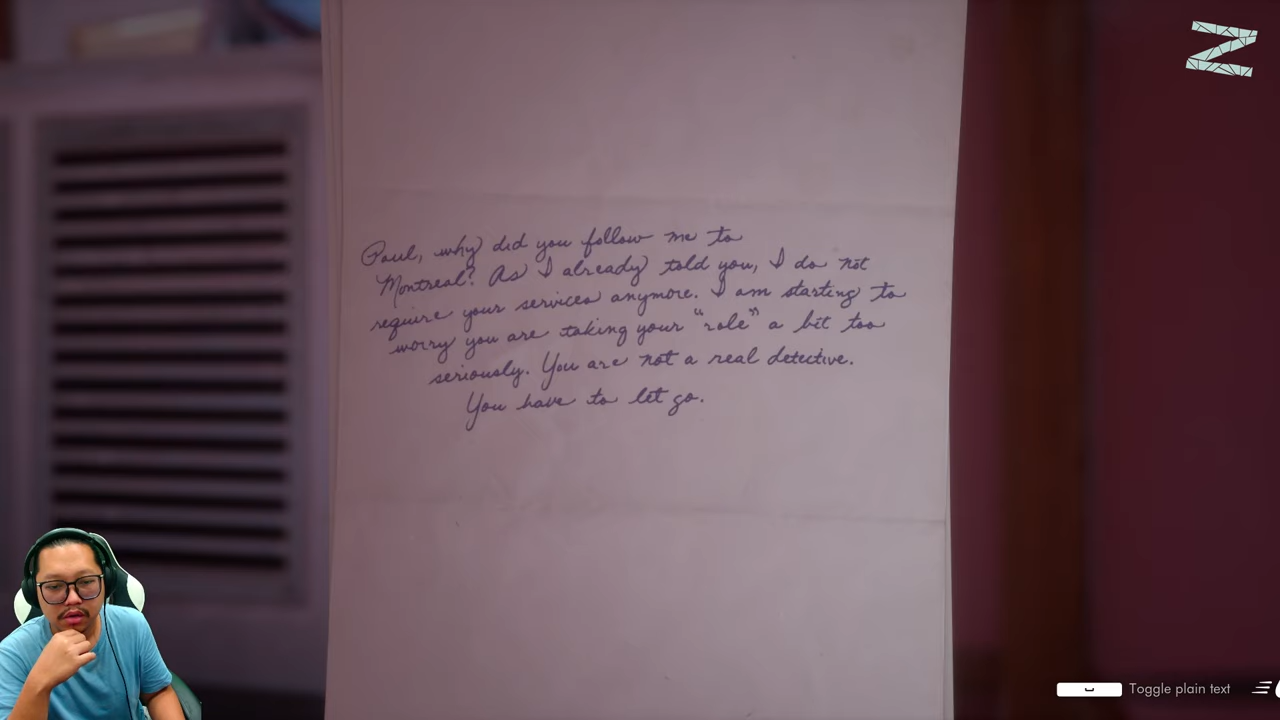 Z
Paul, why did you follow me to
Montreal? As I already told you, I do not
require your services anymore. I am starting to
worry you are taking your "role" a bit too
seriously. You are not a real detective.
You have to let go.
Toggle plain text